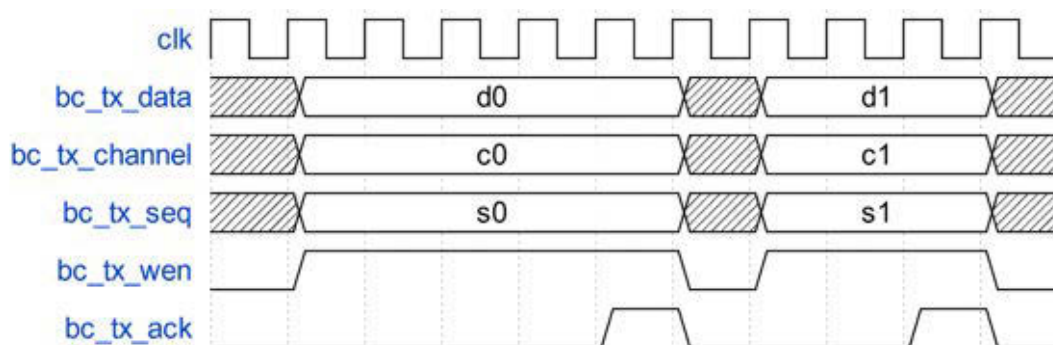 clk
bc_tx_data d0 d1
bc_tx_channel c0 c1
bc_tx_seq s0 s1
bc_tx_wen
bc_tx_ack